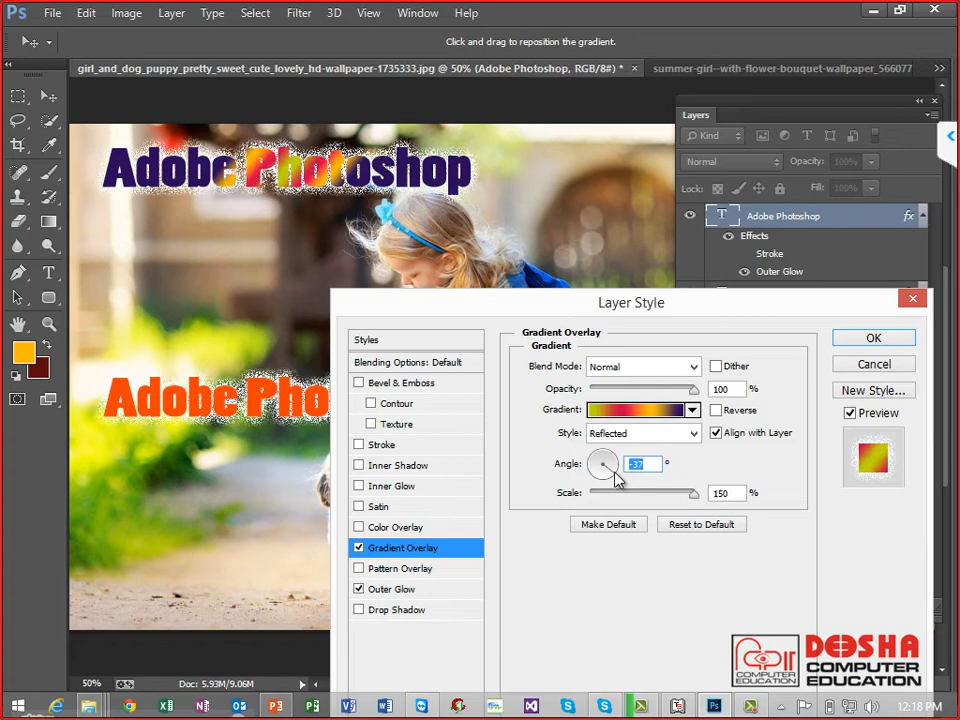 Ps File Edit Image Layer Type Select Filter 3D View Window Help
Click and drag to reposition the gradient.
girl_and_dog_puppy_pretty_sweet_cute_lovely_hd-wallpaper-1735333.jpg @ 50% (Adobe Photoshop, RGB/8#) *
summer-girl--with-flower-bouquet-wallpaper_566077
Layers
Kind
Normal Opacity: 100%
Lock: Fill: 100%
T Adobe Photoshop fx
Effects
Stroke
Outer Glow
Adobe Photoshop
Adobe Pho
Layer Style
Styles
Blending Options: Default
Bevel & Emboss
Contour
Texture
Stroke
Inner Shadow
Inner Glow
Satin
Color Overlay
Gradient Overlay
Pattern Overlay
Outer Glow
Drop Shadow
Gradient Overlay
Gradient
Blend Mode: Normal Dither
Opacity: 100 %
Gradient: Reverse
Style: Reflected Align with Layer
Angle: -37 °
Scale: 150 %
Make Default Reset to Default
OK
Cancel
New Style...
Preview
DEESHA
COMPUTER
EDUCATION
COMPUTER
EDUCATION
50% Doc: 5.93M/9.06M
12:18 PM